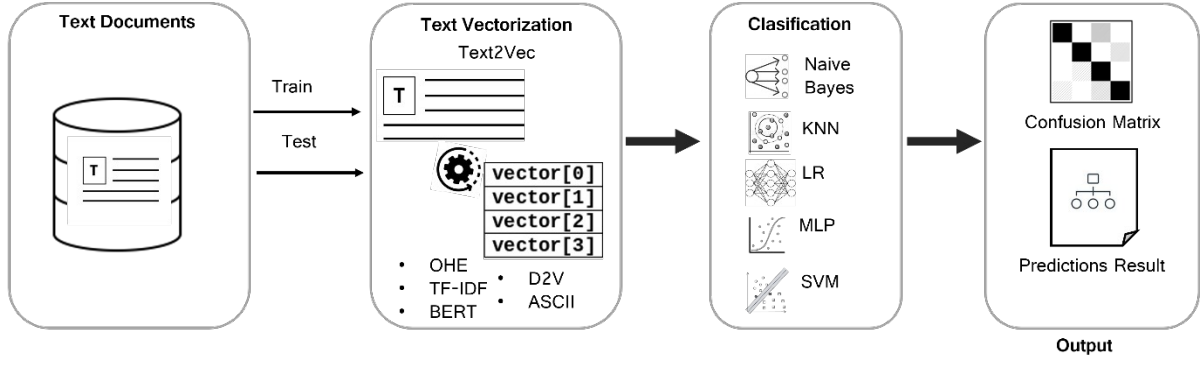 Text Documents
T
Train
Test
Text Vectorization
Text2Vec
T
vector[0]
vector[1]
vector[2]
vector[3]
• OHE
• TF-IDF
• BERT
• D2V
• ASCII
Clasification
Naive
Bayes
KNN
LR
MLP
SVM
Confusion Matrix
Predictions Result
Output